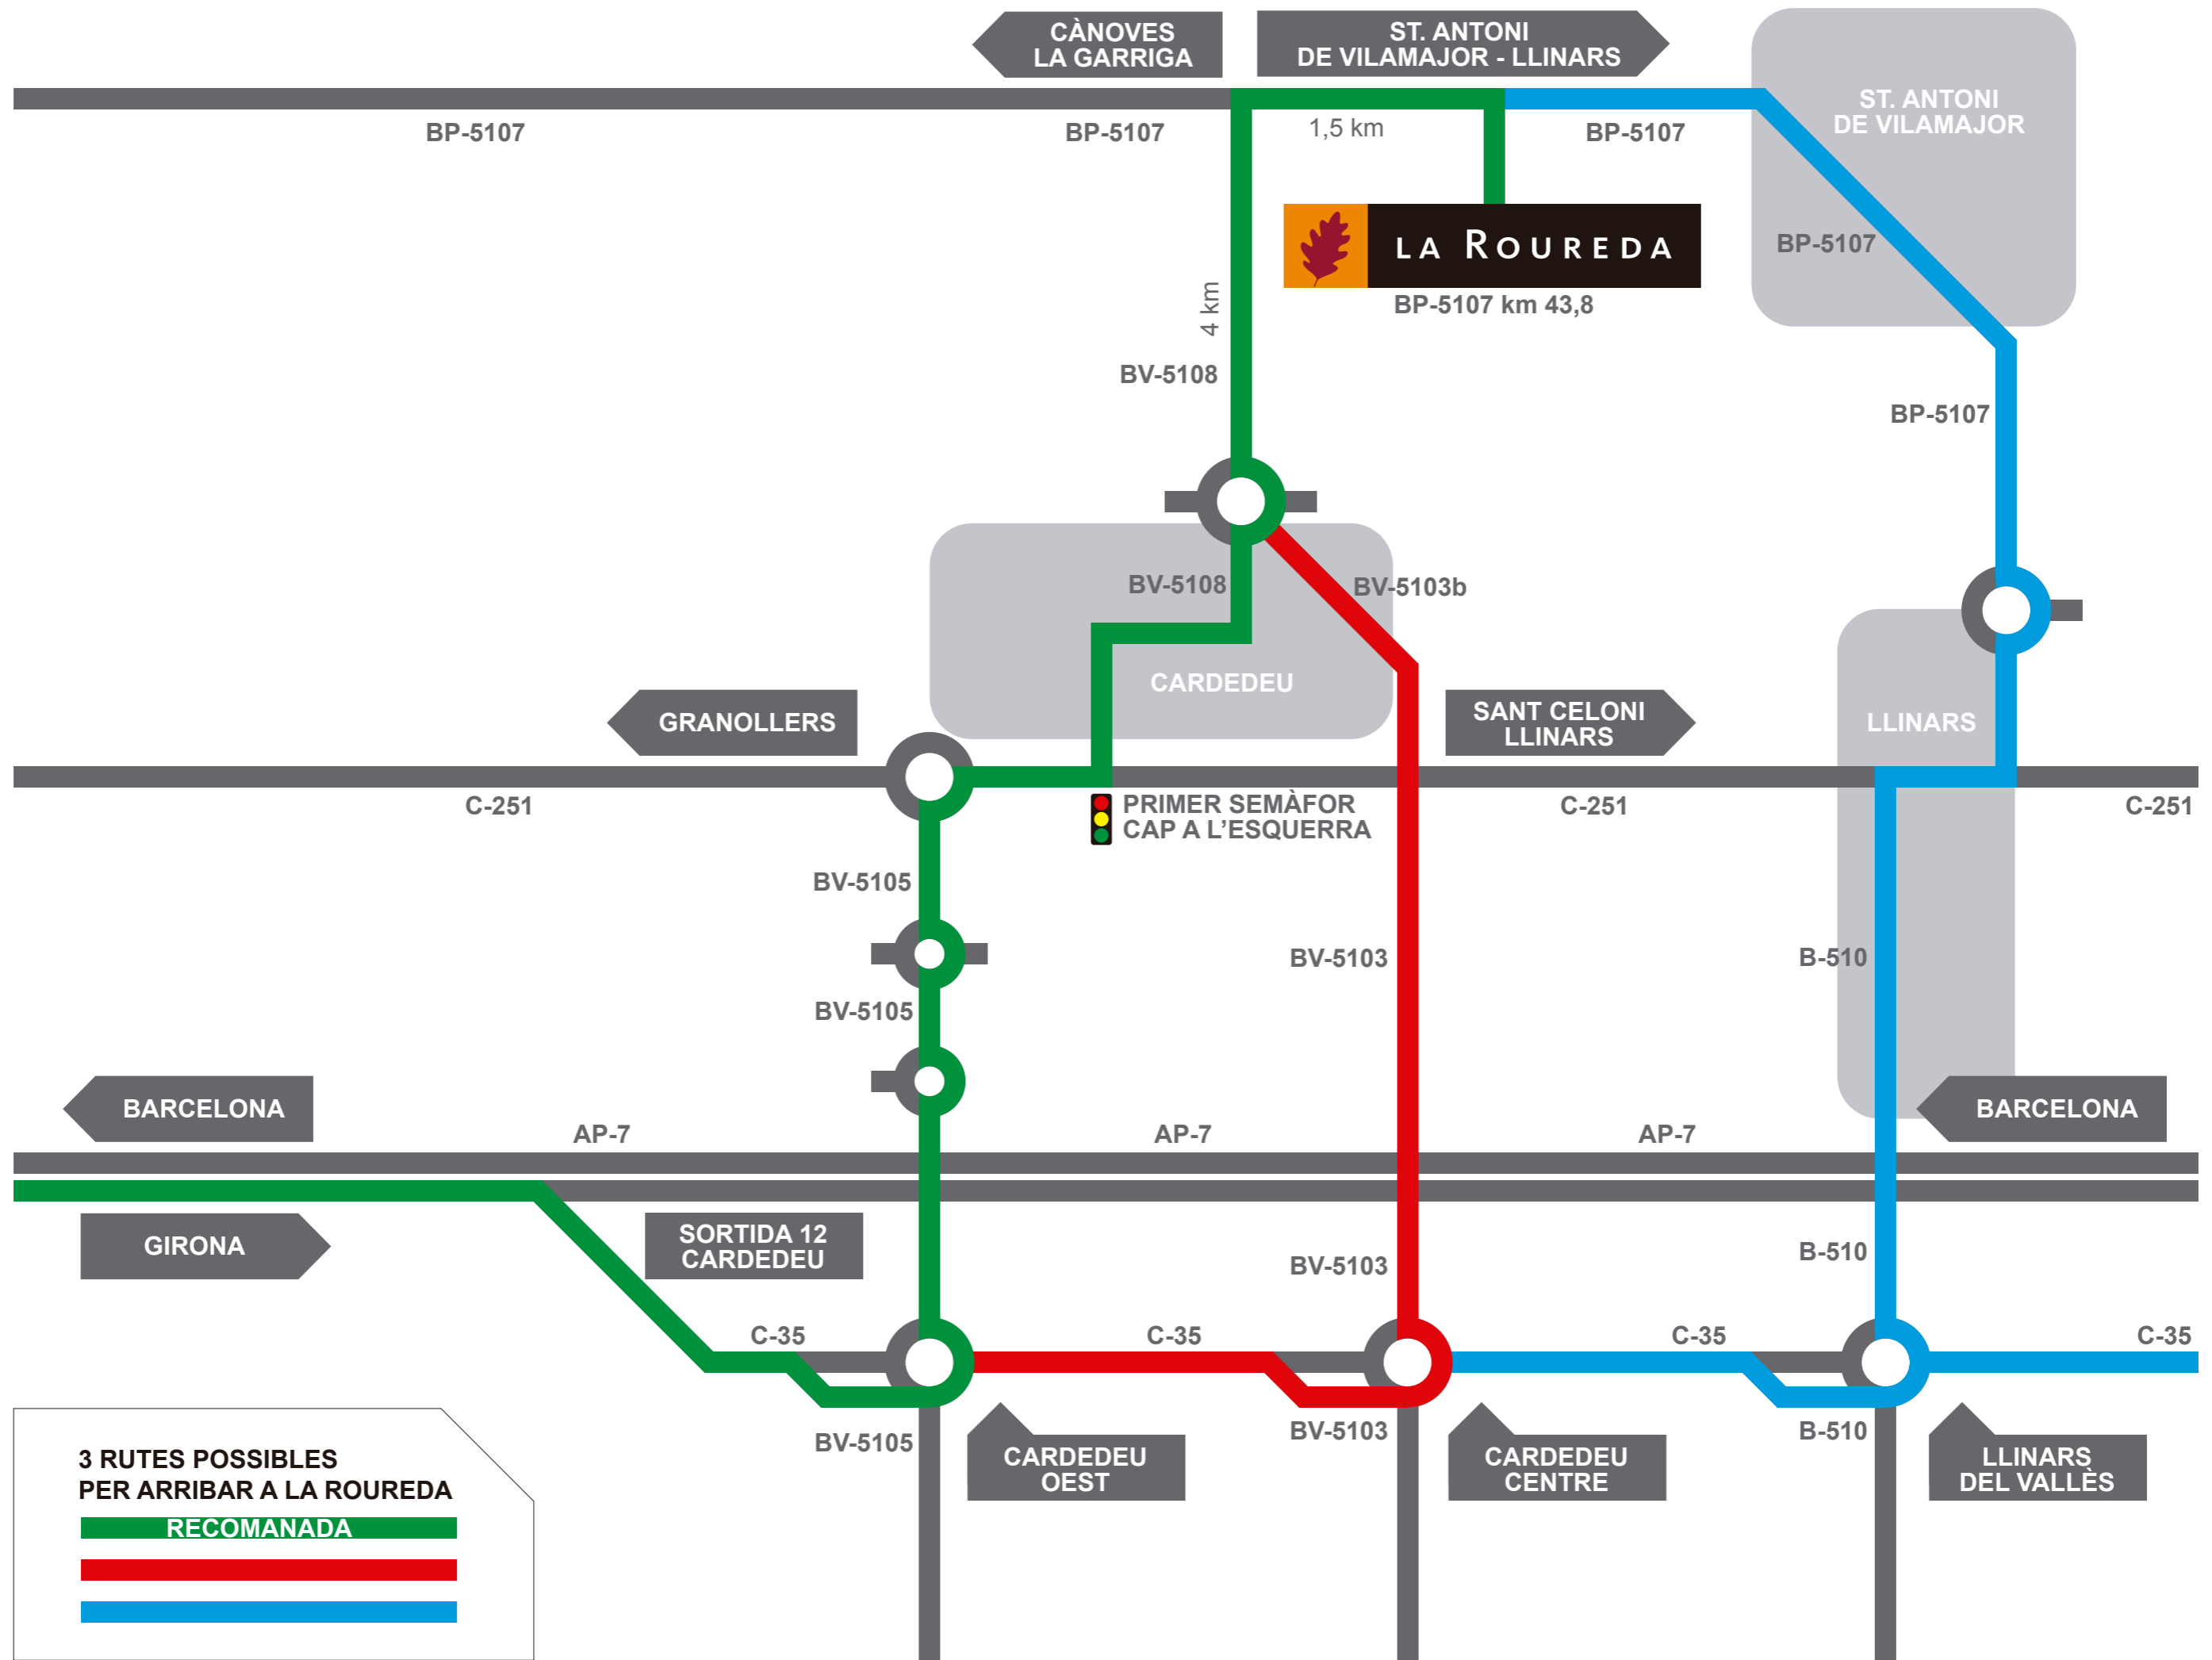 CÀNOVES
LA GARRIGA
ST. ANTONI
DE VILAMAJOR - LLINARS
ST. ANTONI
DE VILAMAJOR
BP-5107
BP-5107
1,5 km
BP-5107
LA ROUREDA
BP-5107
BP-5107 km 43,8
4 km
BV-5108
BP-5107
BV-5108
BV-5103b
CARDEDEU
GRANOLLERS
SANT CELONI
LLINARS
LLINARS
C-251
PRIMER SEMÀFOR
CAP A L'ESQUERRA
C-251
C-251
BV-5105
BV-5103
B-510
BV-5105
BARCELONA
BARCELONA
AP-7
AP-7
AP-7
GIRONA
SORTIDA 12
CARDEDEU
BV-5103
B-510
C-35
C-35
C-35
C-35
BV-5105
BV-5103
B-510
CARDEDEU
OEST
CARDEDEU
CENTRE
LLINARS
DEL VALLÈS
3 RUTES POSSIBLES
PER ARRIBAR A LA ROUREDA
RECOMANADA